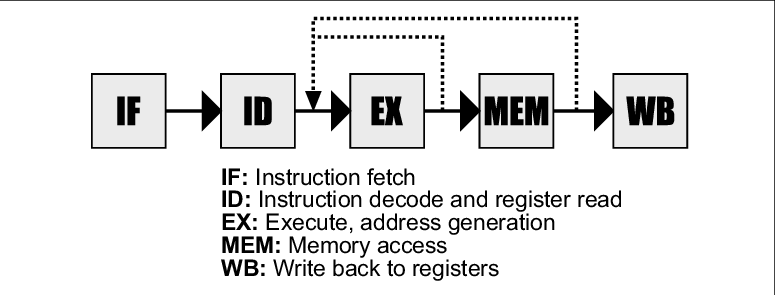 IF ID EX MEM WB
IF: Instruction fetch
ID: Instruction decode and register read
EX: Execute, address generation
MEM: Memory access
WB: Write back to registers